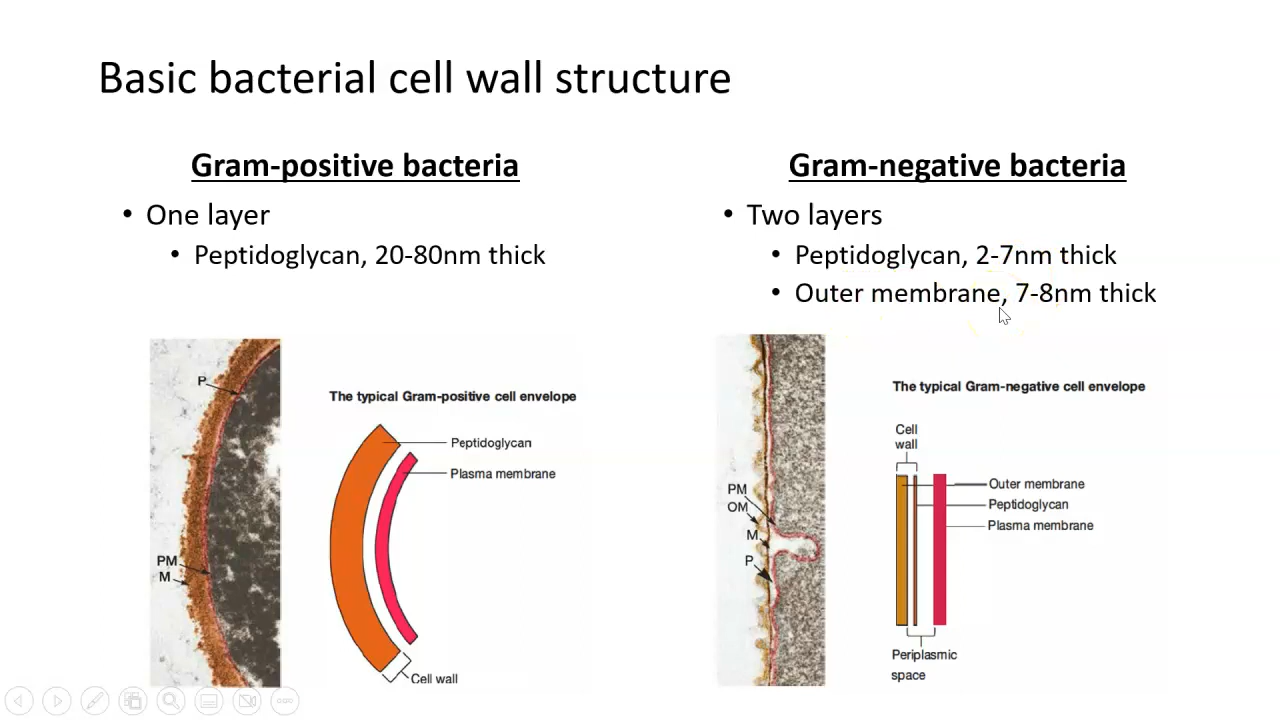 Basic bacterial cell wall structure
Gram-positive bacteria
• One layer
• Peptidoglycan, 20-80nm thick
P
PM
M
The typical Gram-positive cell envelope
Peptidoglycan
Plasma membrane
Cell wall
Gram-negative bacteria
• Two layers
• Peptidoglycan, 2-7nm thick
• Outer membrane, 7-8nm thick
PM
OM
M
P
The typical Gram-negative cell envelope
Cell
wall
Outer membrane
Peptidoglycan
Plasma membrane
Periplasmic
space